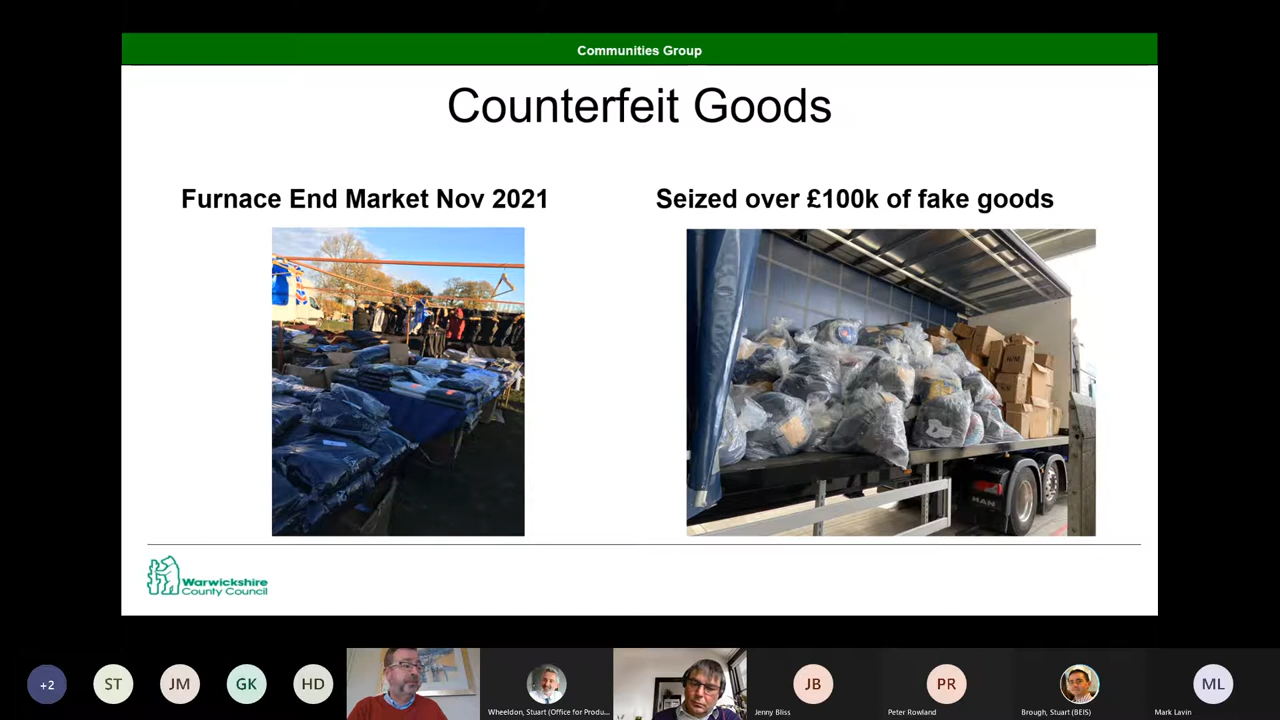 Communities Group
Counterfeit Goods
Furnace End Market Nov 2021
Seized over £100k of fake goods
MAN
Warwickshire
County Council
+2
ST
JM
GK
HD
Wheeldon, Stuart (Office for Produ...
JB
Jenny Bliss
PR
Peter Rowland
Brough, Stuart (BEIS)
ML
Mark Lavin